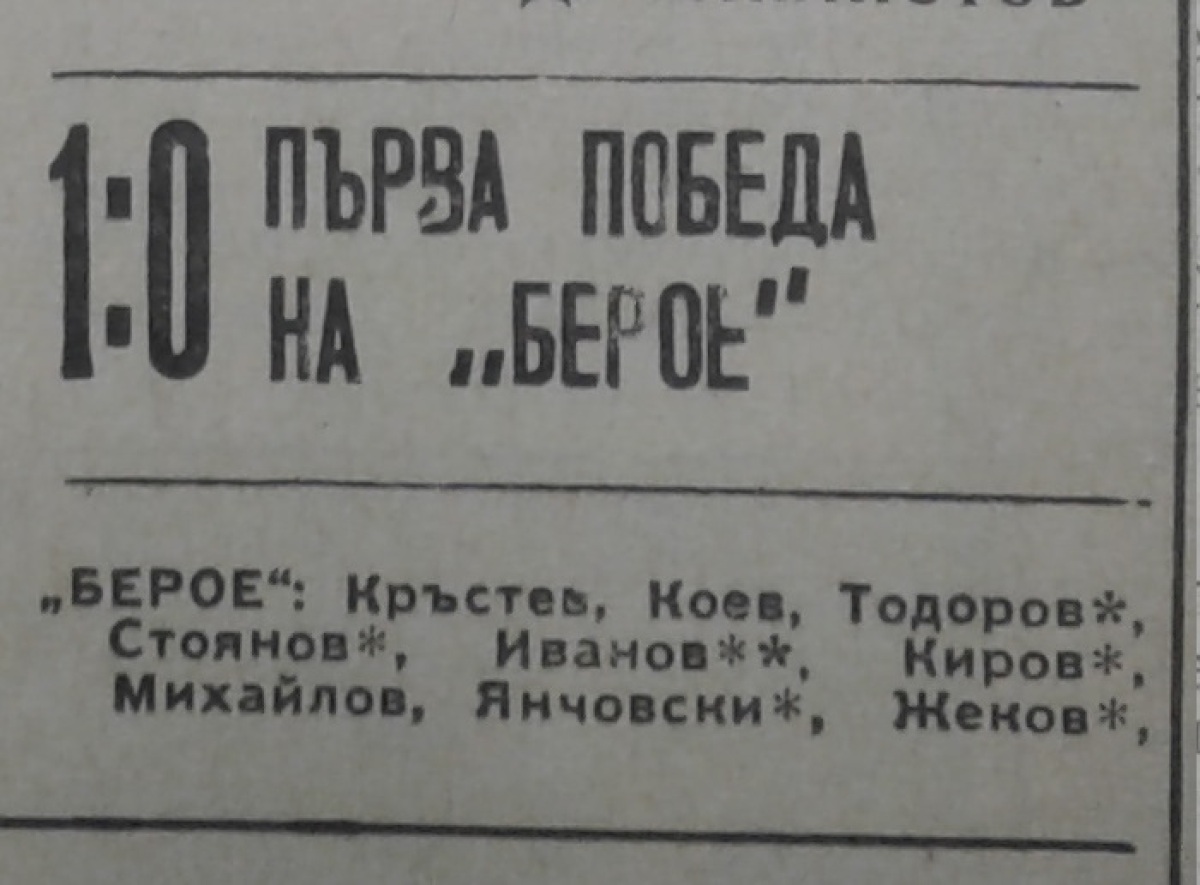 1:0 ПЪРВА ПОБЕДА
НА „БЕРОЕ"
„БЕРОЕ“: Кръстев, Коев, Тодоров*,
Стоянов*, Иванов**, Киров*,
Михайлов, Янчовски*, Жеков*,